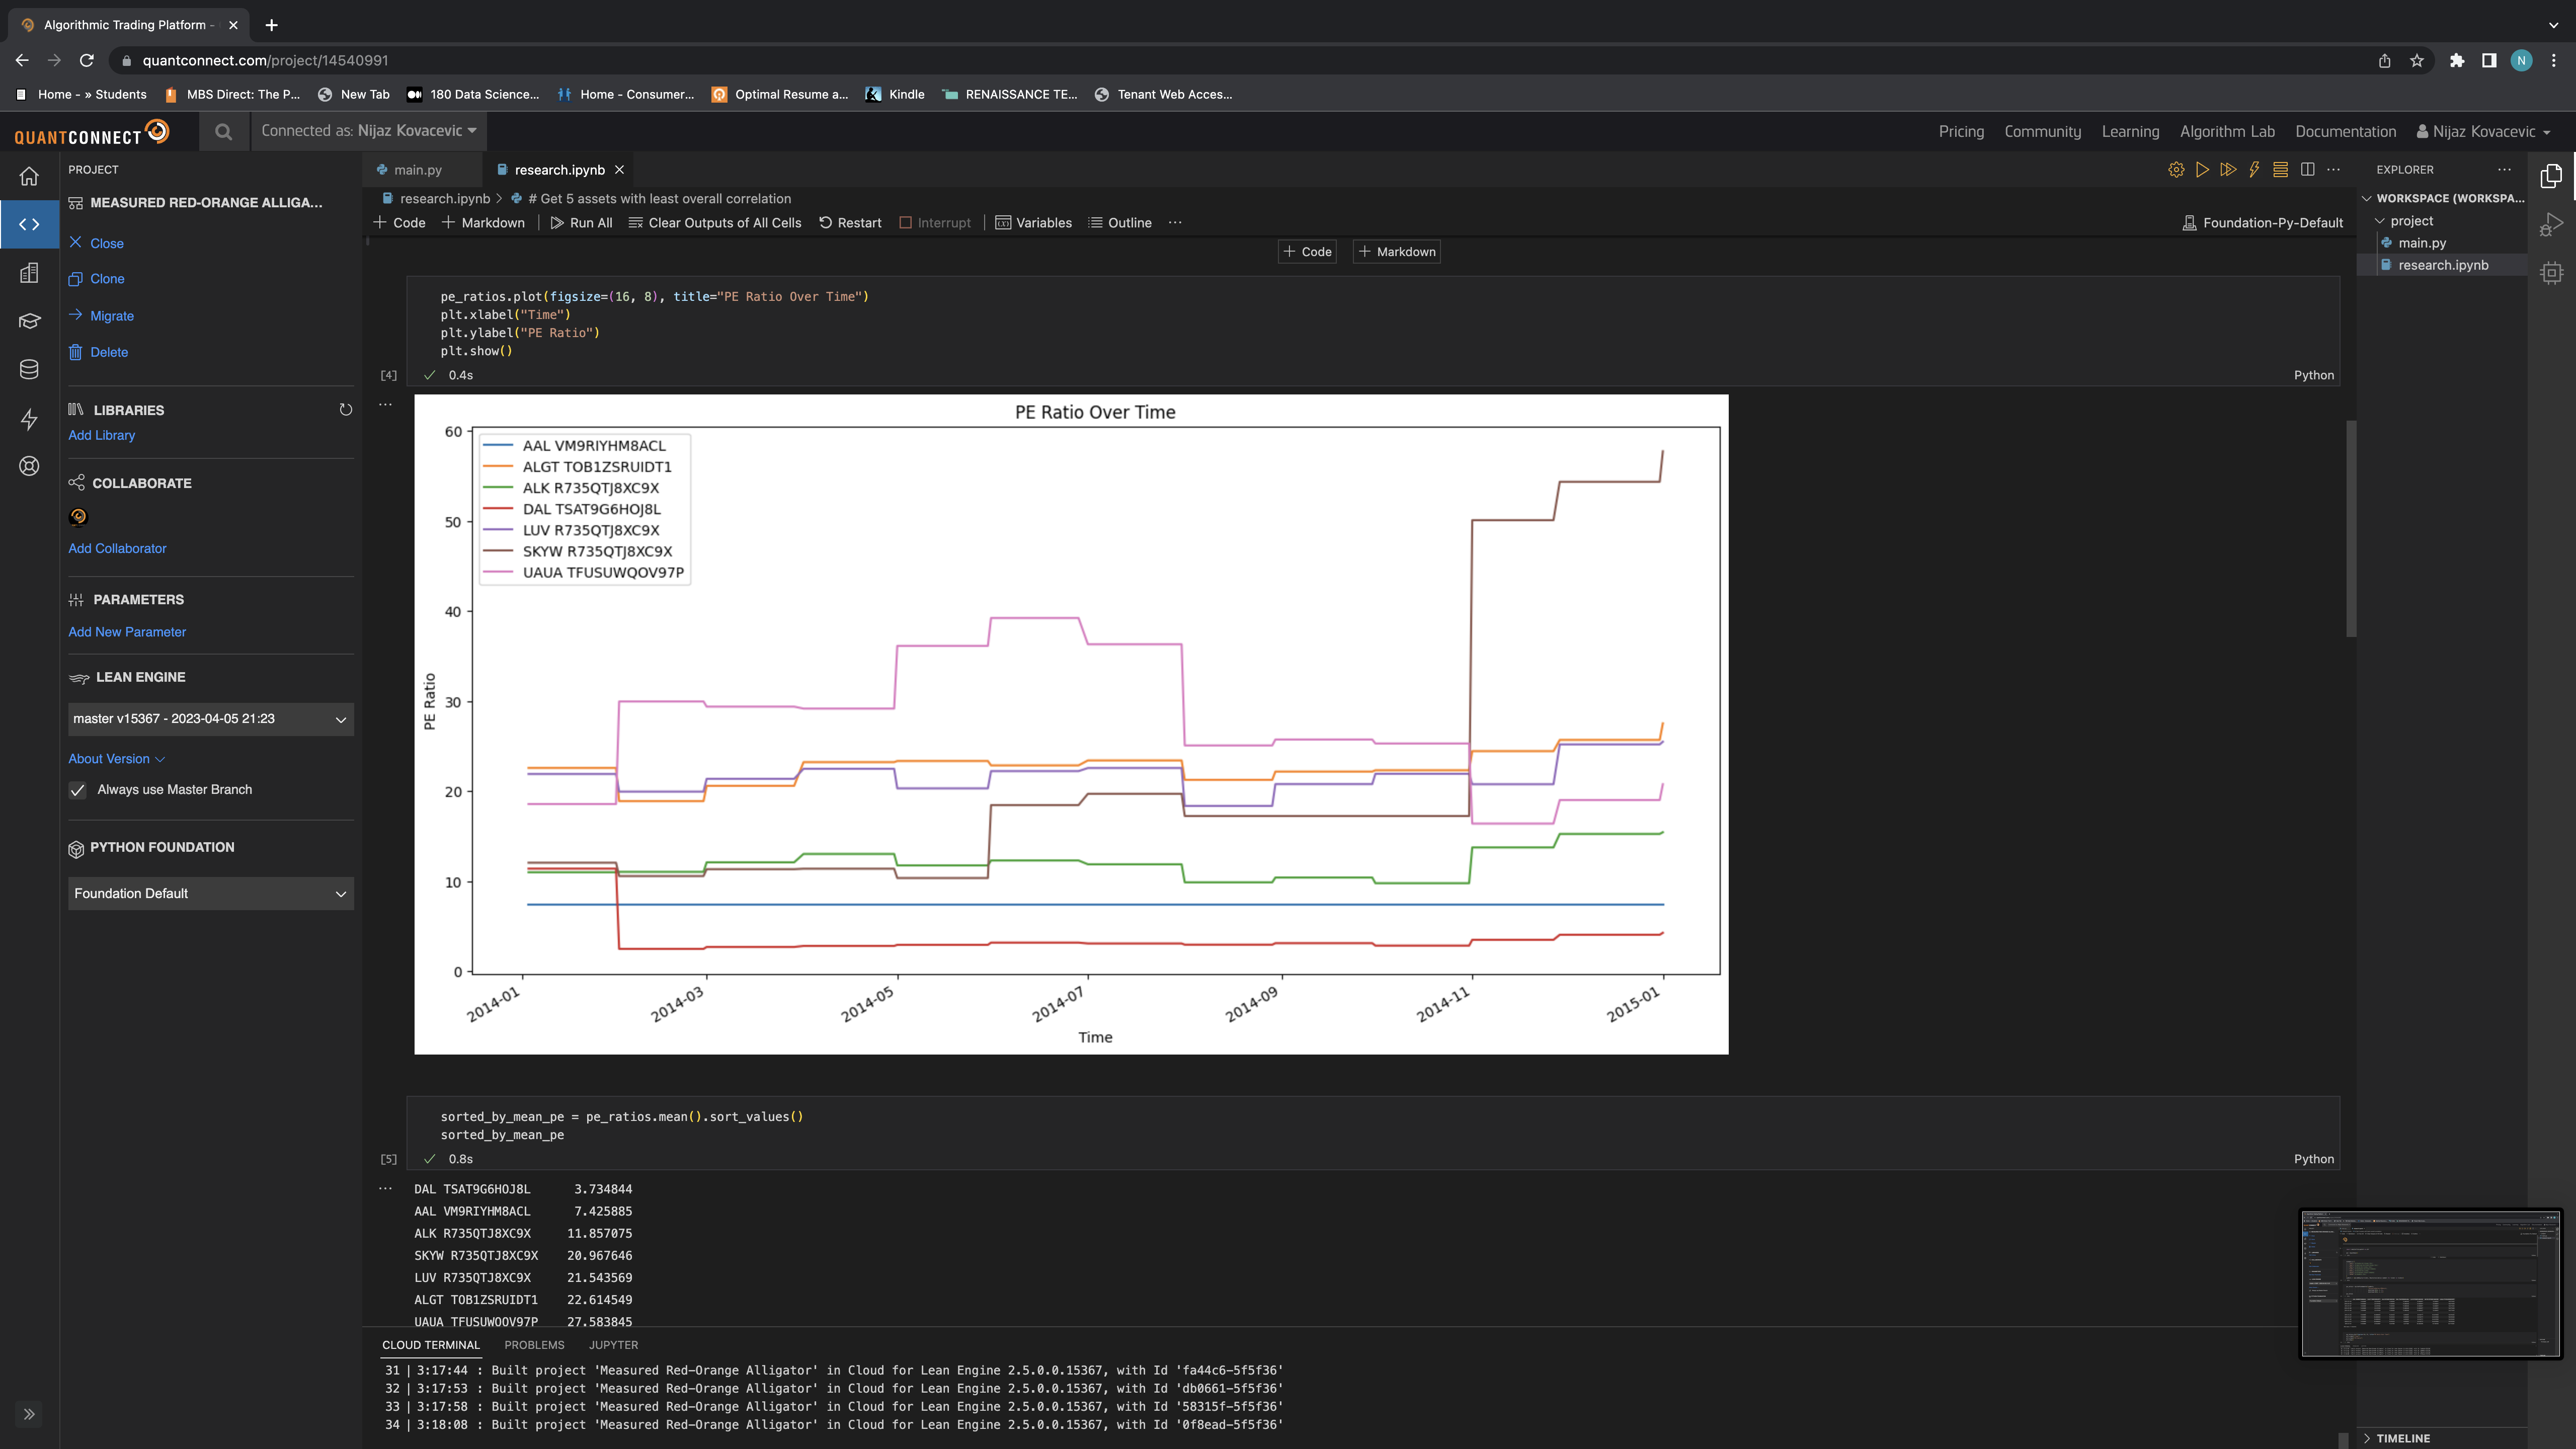 Algorithmic Trading Platform -
quantconnect.com/project/14540991
N
Home - » Students
MBS Direct: The P...
New Tab
180 Data Science...
Home - Consumer...
Optimal Resume a...
Kindle
RENAISSANCE TE...
Tenant Web Acces...
QUANTCONNECT
Connected as: Nijaz Kovacevic
Pricing
Community
Learning
Algorithm Lab
Documentation
Nijaz Kovacevic
PROJECT
MEASURED RED-ORANGE ALLIGA...
Close
Clone
Migrate
Delete
LIBRARIES
Add Library
COLLABORATE
Add Collaborator
PARAMETERS
Add New Parameter
LEAN ENGINE
master v15367 - 2023-04-05 21:23
About Version
Always use Master Branch
PYTHON FOUNDATION
Foundation Default
main.py
research.ipynb
research.ipynb > # Get 5 assets with least overall correlation
+ Code
+ Markdown
Run All
Clear Outputs of All Cells
Restart
Interrupt
Variables
Outline
...
Foundation-Py-Default
+ Code
+ Markdown
pe_ratios.plot(figsize=(16, 8), title="PE Ratio Over Time")
plt.xlabel("Time")
plt.ylabel("PE Ratio")
plt.show()
[4]
0.4s
Python
PE Ratio Over Time
AAL VM9RIYHM8ACL
ALGT TOB1ZSRUIDT1
ALK R735QTJ8XC9X
DAL TSAT9G6HOJ8L
LUV R735QTJ8XC9X
SKYW R735QTJ8XC9X
UAUA TFUSUWQOV97P
60
50
40
30
20
10
0
PE Ratio
2014-01
2014-03
2014-05
2014-07
2014-09
2014-11
2015-01
Time
sorted_by_mean_pe = pe_ratios.mean().sort_values()
sorted_by_mean_pe
[5]
0.8s
Python
DAL TSAT9G6HOJ8L 3.734844
AAL VM9RIYHM8ACL 7.425885
ALK R735QTJ8XC9X 11.857075
SKYW R735QTJ8XC9X 20.967646
LUV R735QTJ8XC9X 21.543569
ALGT TOB1ZSRUIDT1 22.614549
UAUA TFUSUWQOV97P 27.583845
CLOUD TERMINAL
PROBLEMS
JUPYTER
31 | 3:17:44 : Built project 'Measured Red-Orange Alligator' in Cloud for Lean Engine 2.5.0.0.15367, with Id 'fa44c6-5f5f36'
32 | 3:17:53 : Built project 'Measured Red-Orange Alligator' in Cloud for Lean Engine 2.5.0.0.15367, with Id 'db0661-5f5f36'
33 | 3:17:58 : Built project 'Measured Red-Orange Alligator' in Cloud for Lean Engine 2.5.0.0.15367, with Id '58315f-5f5f36'
34 | 3:18:08 : Built project 'Measured Red-Orange Alligator' in Cloud for Lean Engine 2.5.0.0.15367, with Id '0f8ead-5f5f36'
EXPLORER
WORKSPACE (WORKSPA...
project
main.py
research.ipynb
TIMELINE